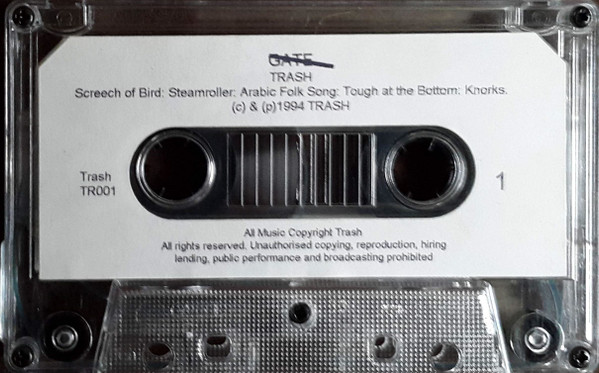 GATE
TRASH
Screech of Bird: Steamroller: Arabic Folk Song: Tough at the Bottom: Knorks.
(c) & (p)1994 TRASH
Trash
TR001
1
All Music Copyright Trash
All rights reserved. Unauthorised copying, reproduction, hiring
lending, public performance and broadcasting prohibited